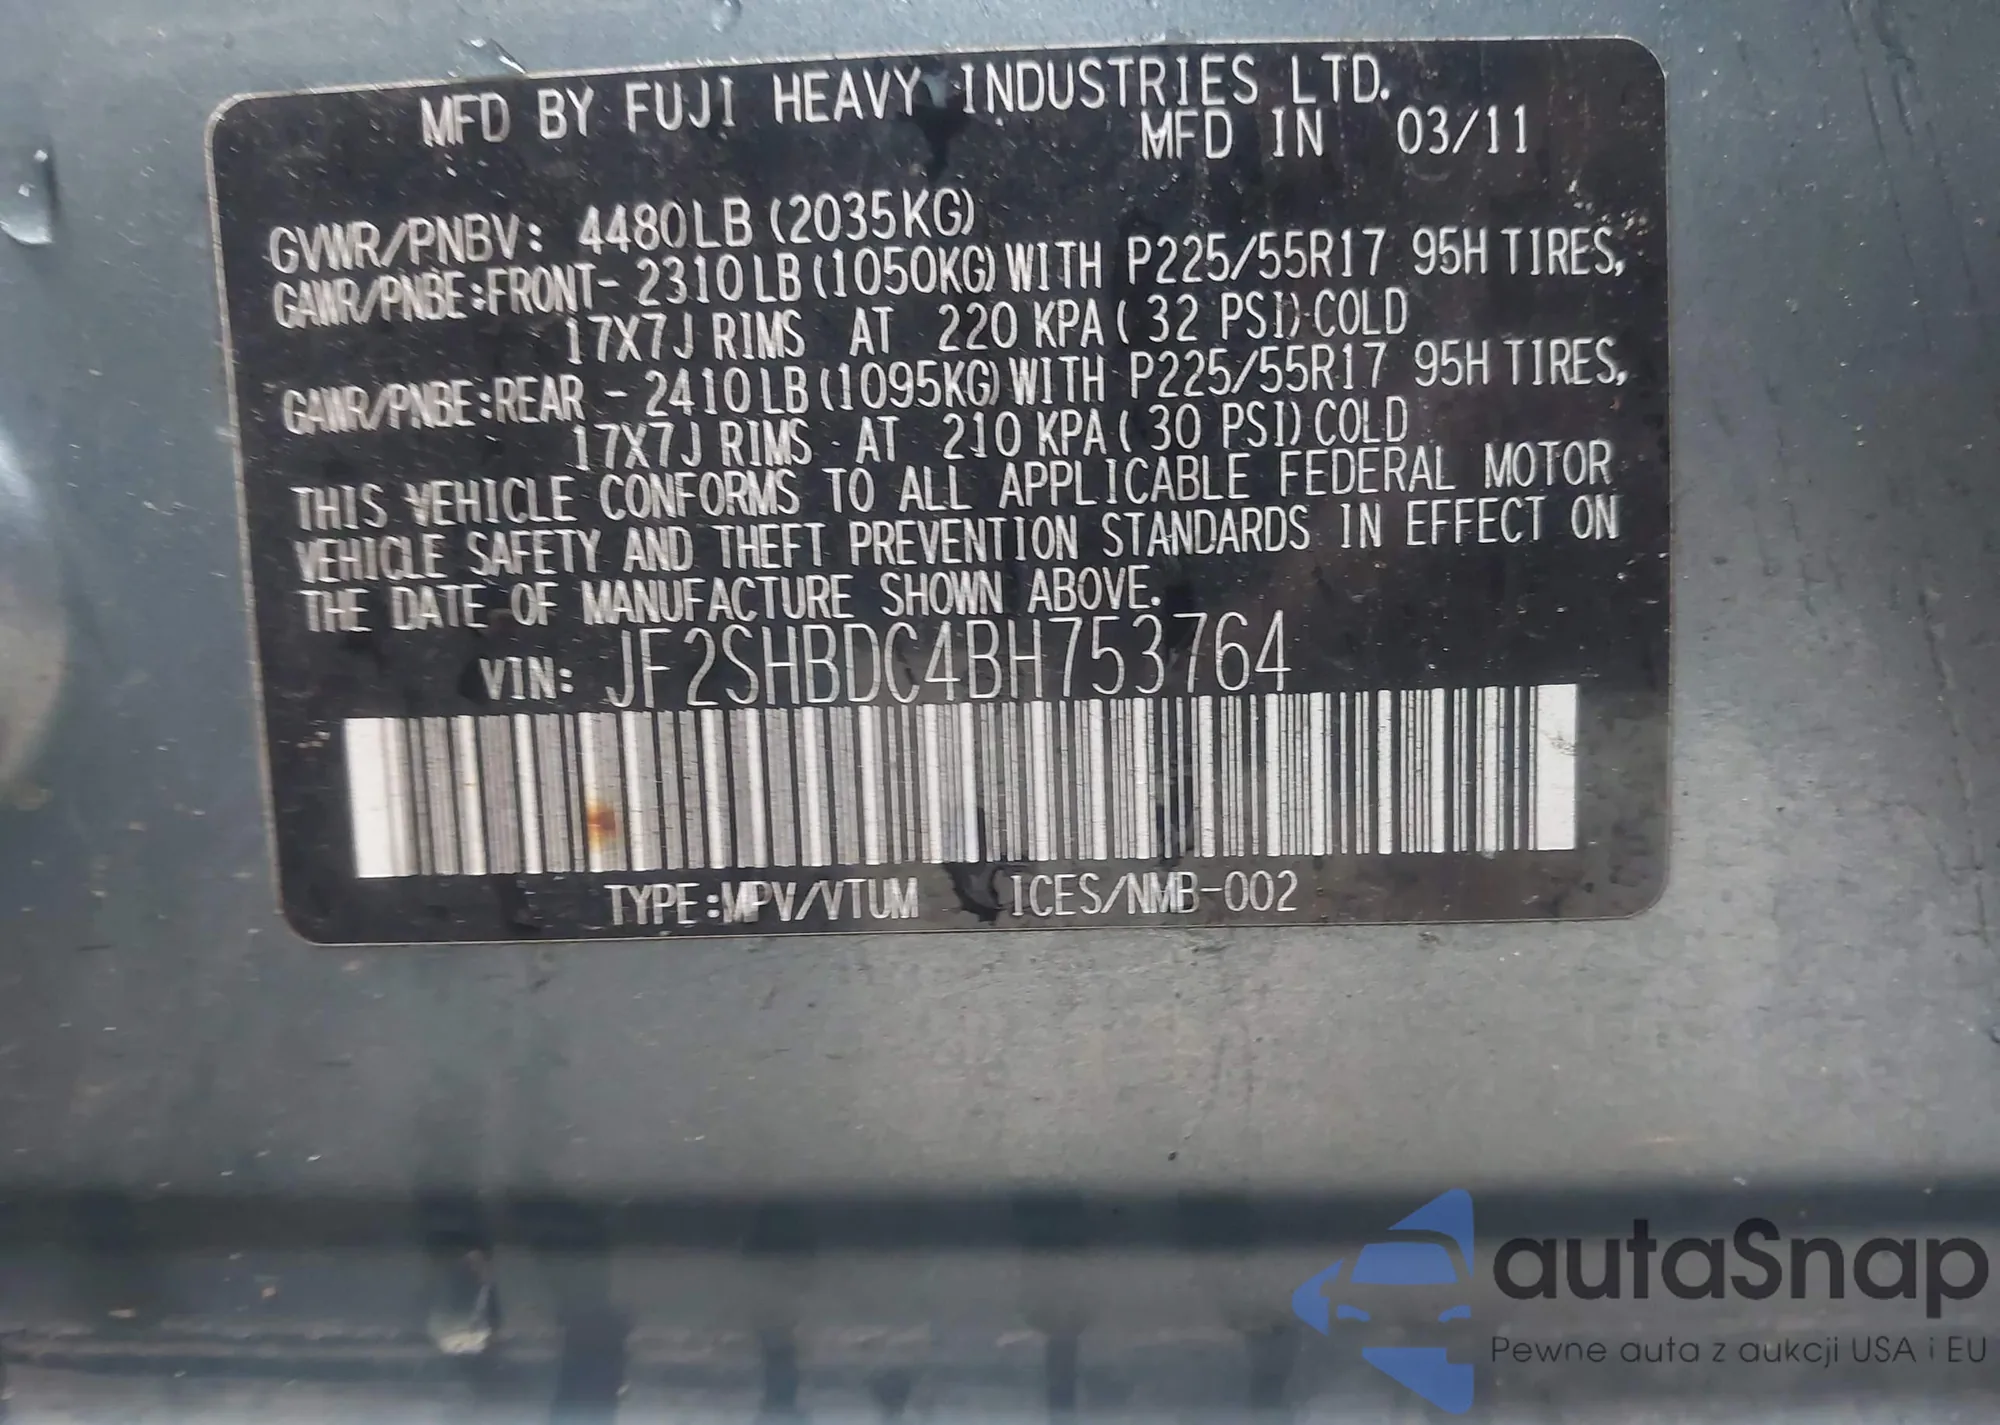 MFD BY FUJI HEAVY INDUSTRIES LTD.
MFD IN 03/11
GVWR/PNBV: 4480LB (2035KG)
GAWR/PNBE:FRONT- 2310LB (1050KG) WITH P225/55R17 95H TIRES,
17X7J RIMS AT 220 KPA ( 32 PSI) COLD
GAWR/PNBE:REAR - 2410LB (1095KG) WITH P225/55R17 95H TIRES,
17X7J RIMS AT 210 KPA ( 30 PSI) COLD
THIS VEHICLE CONFORMS TO ALL APPLICABLE FEDERAL MOTOR
VEHICLE SAFETY AND THEFT PREVENTION STANDARDS IN EFFECT ON
THE DATE OF MANUFACTURE SHOWN ABOVE.
VIN: JF2SHBDC4BH753764
TYPE:MPV/VTUM ICES/NMB-002
autaSnap
Pewne auta z aukcji USA i EU